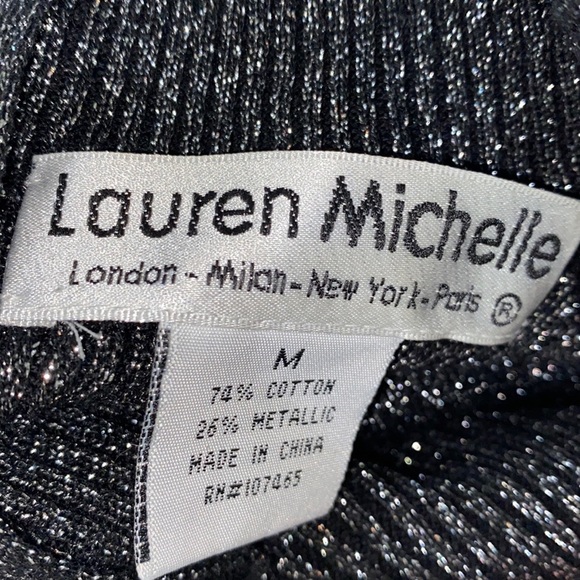 Lauren Michelle
London - Milan - New York - Paris ®
M
74% COTTON
26% METALLIC
MADE IN CHINA
RN#107465